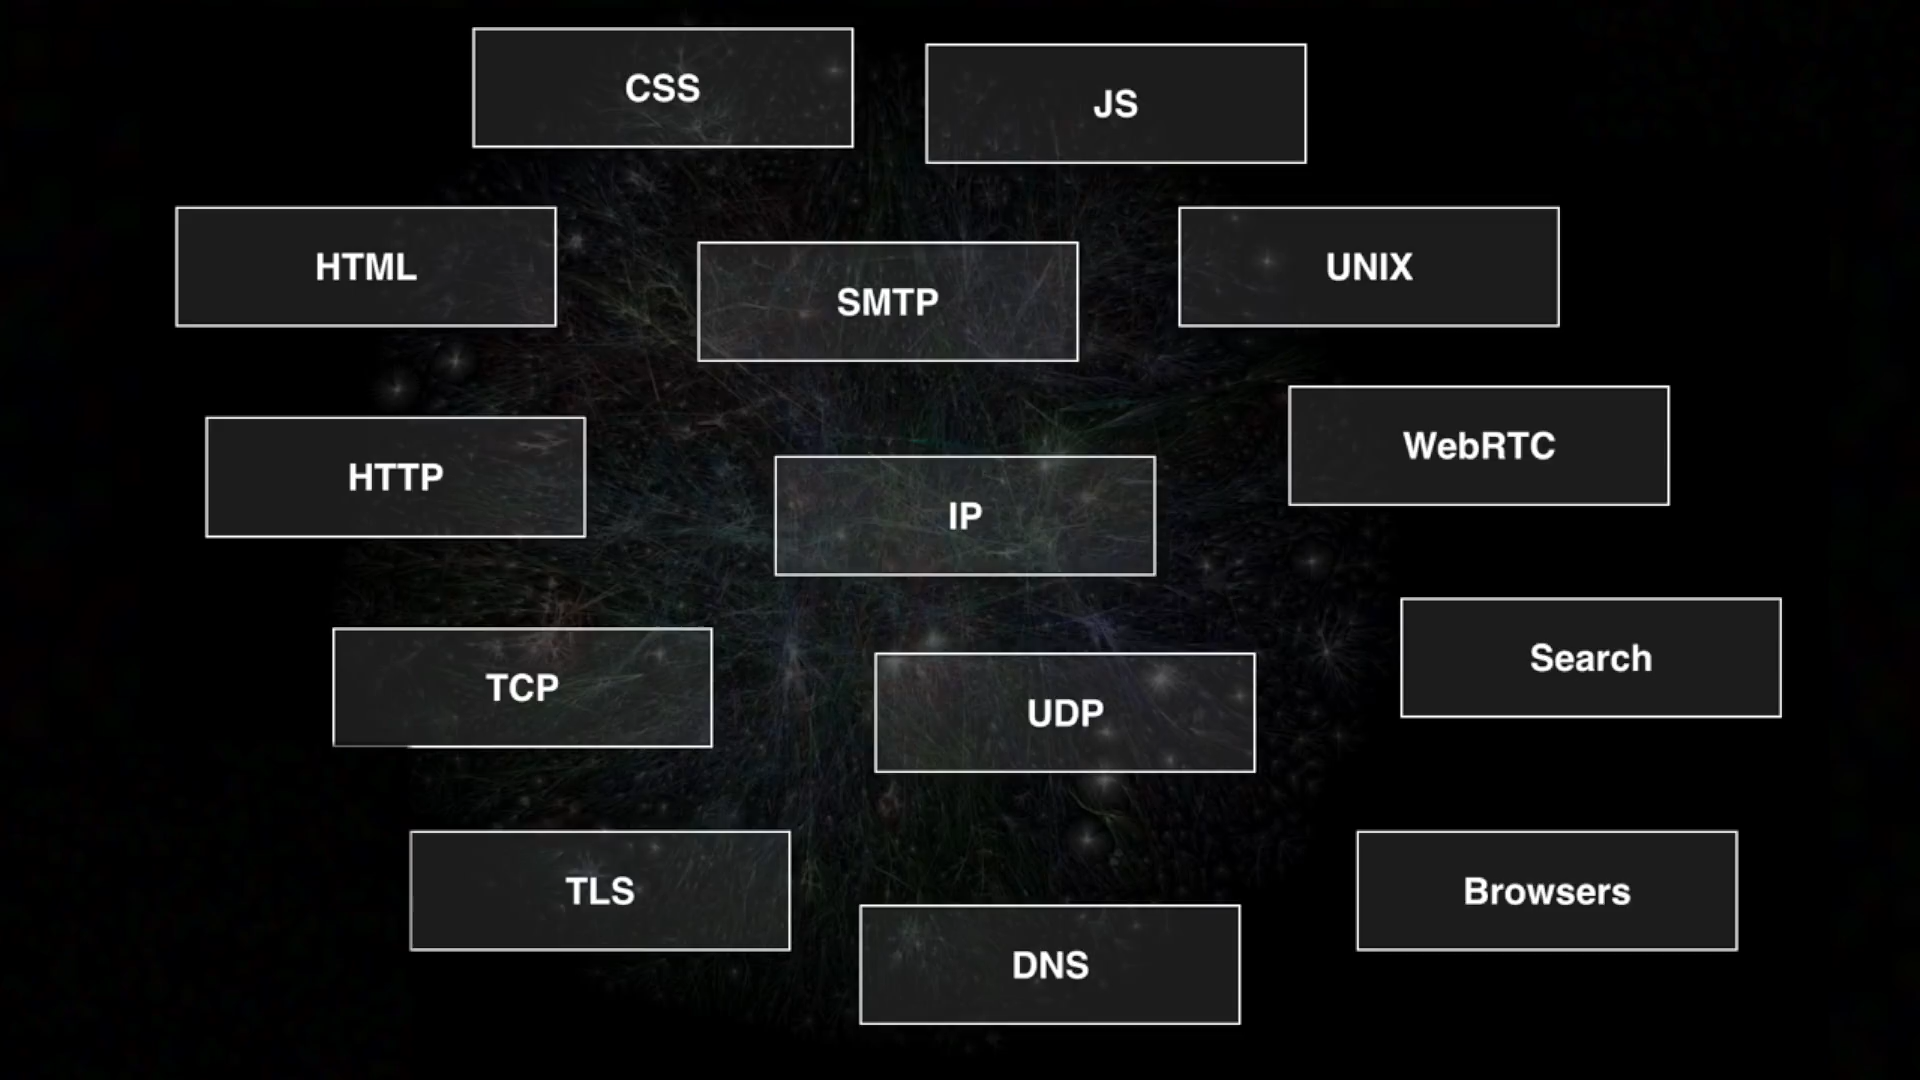 CSS
JS
HTML
SMTP
UNIX
WebRTC
HTTP
IP
Search
TCP
UDP
TLS
Browsers
DNS